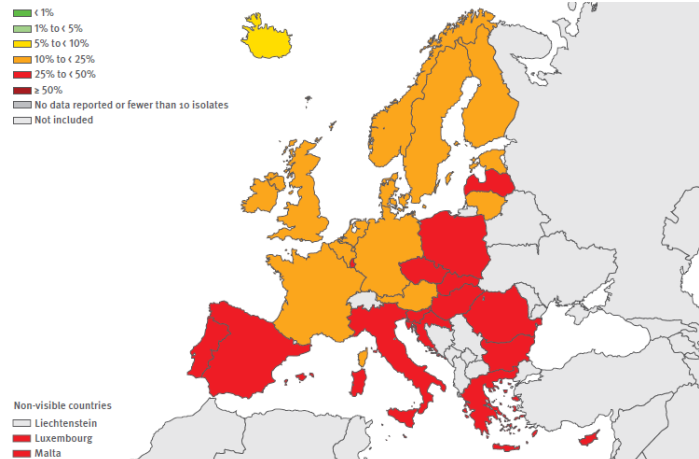 < 1%
1% to < 5%
5% to < 10%
10% to < 25%
25% to < 50%
≥ 50%
No data reported or fewer than 10 isolates
Not included
Non-visible countries
Liechtenstein
Luxembourg
Malta